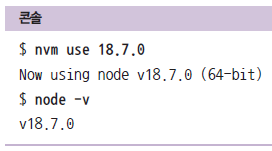 콘솔
$ nvm use 18.7.0
Now using node v18.7.0 (64-bit)
$ node -v
v18.7.0